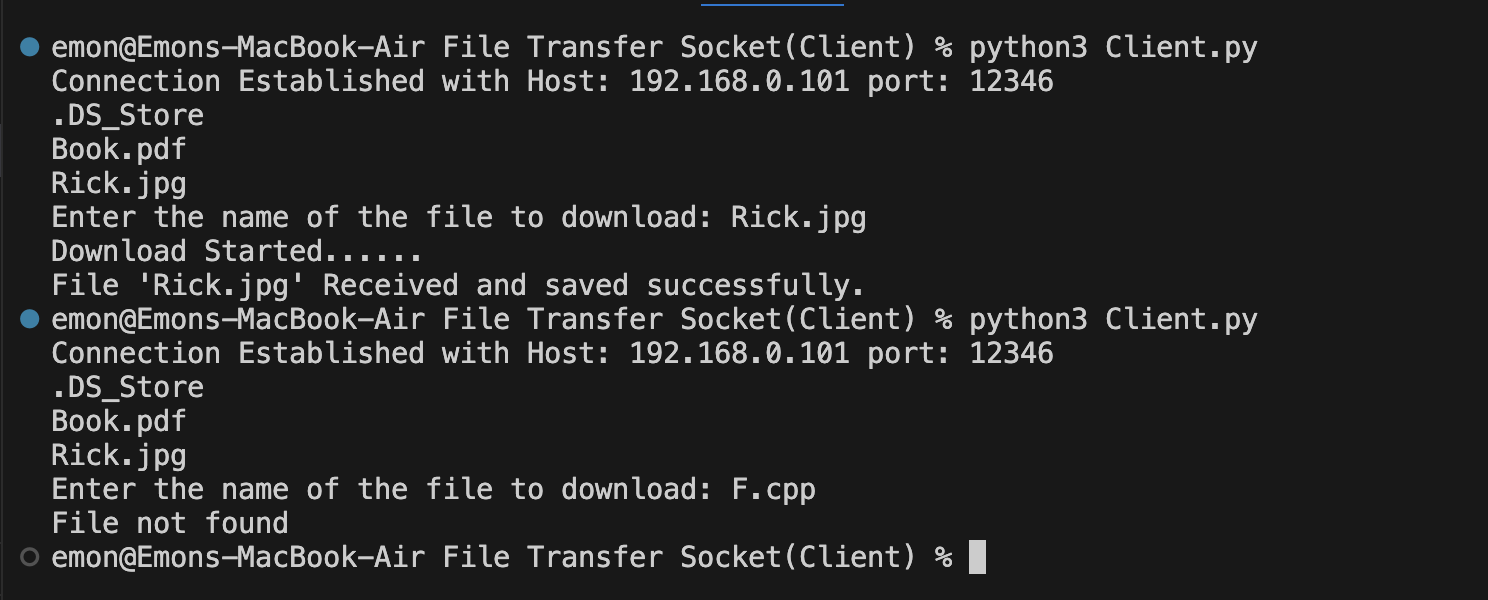 emon@Emons-MacBook-Air File Transfer Socket(Client) % python3 Client.py
Connection Established with Host: 192.168.0.101 port: 12346
.DS_Store
Book.pdf
Rick.jpg
Enter the name of the file to download: Rick.jpg
Download Started......
File 'Rick.jpg' Received and saved successfully.
emon@Emons-MacBook-Air File Transfer Socket(Client) % python3 Client.py
Connection Established with Host: 192.168.0.101 port: 12346
.DS_Store
Book.pdf
Rick.jpg
Enter the name of the file to download: F.cpp
File not found
emon@Emons-MacBook-Air File Transfer Socket(Client) %